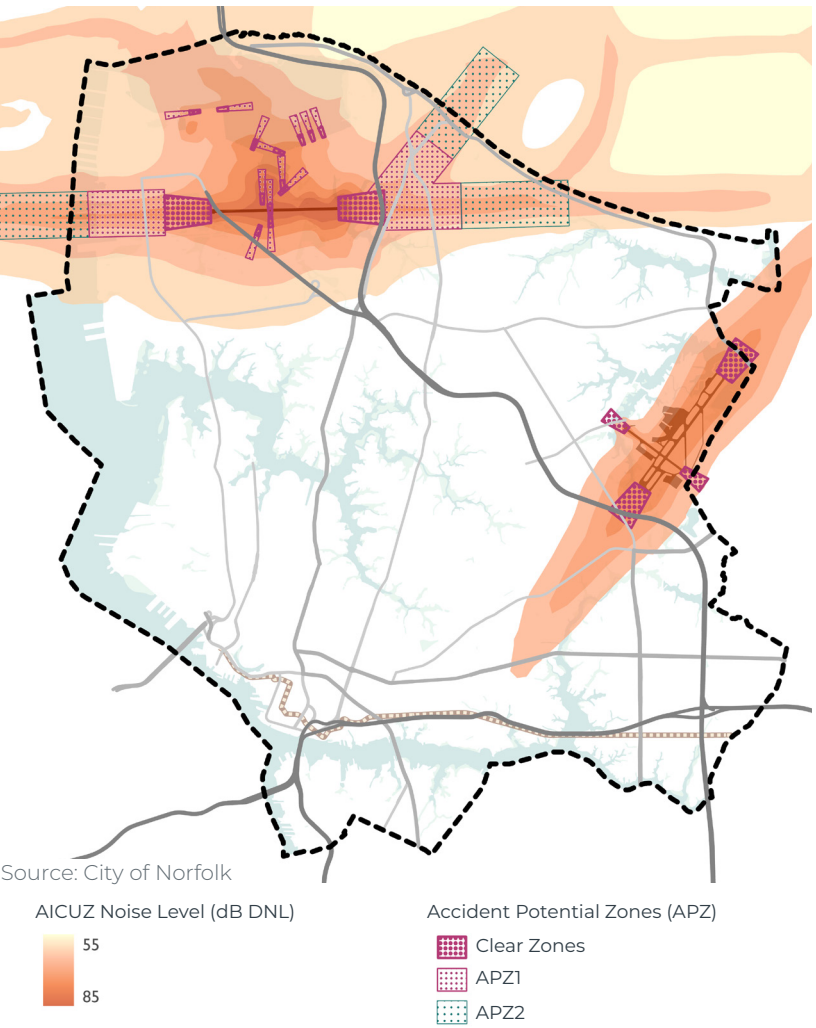 Source: City of Norfolk
AICUZ Noise Level (dB DNL)
55
85
Accident Potential Zones (APZ)
Clear Zones
APZ1
APZ2